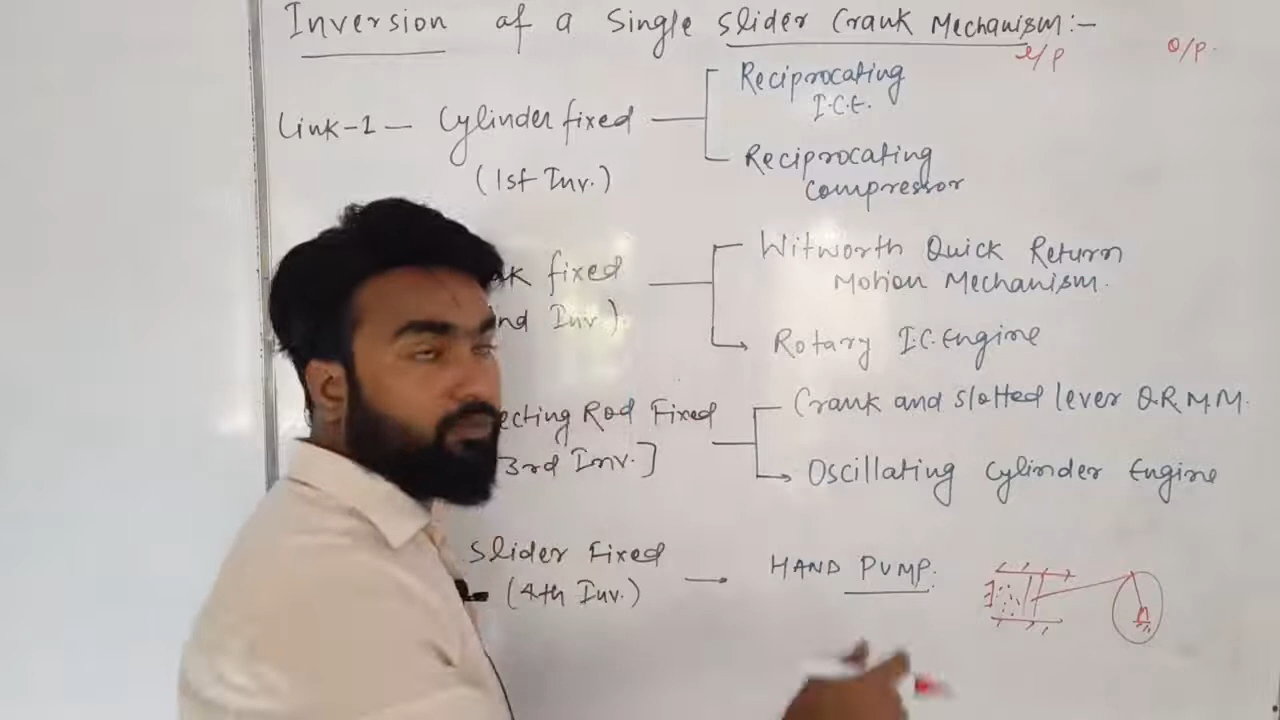 Inversion of a Single Slider Crank Mechanism:-
I/P O/P.
Link-1 — Cylinder fixed
(1st Inv.)
Reciprocating
I.C.E.
Reciprocating
Compressor
fixed
Inv.)
Witworth Quick Return
Motion Mechanism.
Rotary I.C. Engine
Rod Fixed
3rd Inv.]
Crank and slotted lever Q.R.M.M.
Oscillating Cylinder Engine
Slider Fixed
(4th Inv.)
HAND PUMP.